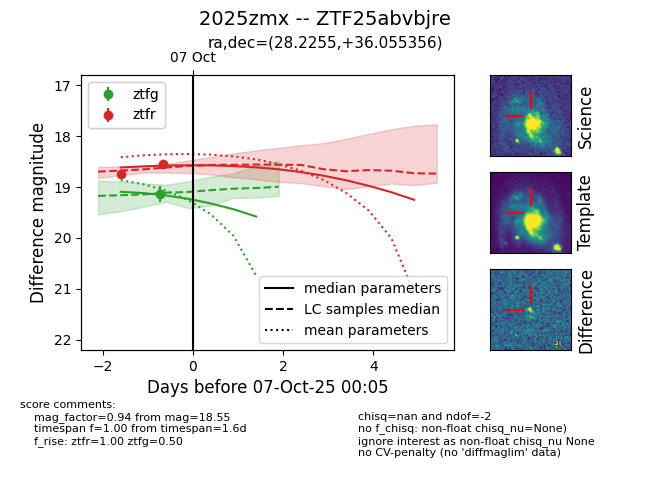 2025zmx -- ZTF25abvbjre
ra,dec=(28.2255,+36.055356)
07 Oct
ztfg
ztfr
17
18
19
20
21
22
Difference magnitude
median parameters
LC samples median
mean parameters
−2
0
2
4
Days before 07-Oct-25 00:05
Science
Template
Difference
score comments:
mag_factor=0.94 from mag=18.55
timespan f=1.00 from timespan=1.6d
f_rise: ztfr=1.00 ztfg=0.50
chisq=nan and ndof=-2
no f_chisq: non-float chisq_nu=None)
ignore interest as non-float chisq_nu None
no CV-penalty (no 'diffmaglim' data)